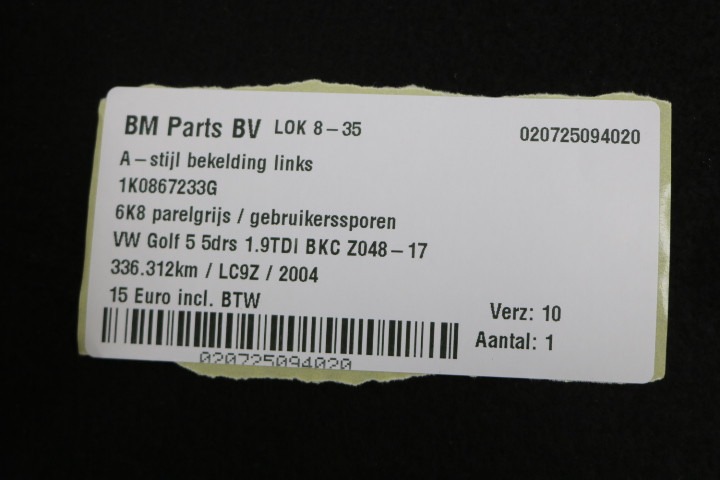 BM Parts BV LOK 8-35 020725094020
A-stijl bekelding links
1K0867233G
6K8 parelgrijs / gebruikerssporen
VW Golf 5 5drs 1.9TDI BKC Z048-17
336.312km / LC9Z / 2004
15 Euro incl. BTW
Verz: 10
Aantal: 1
020725094020